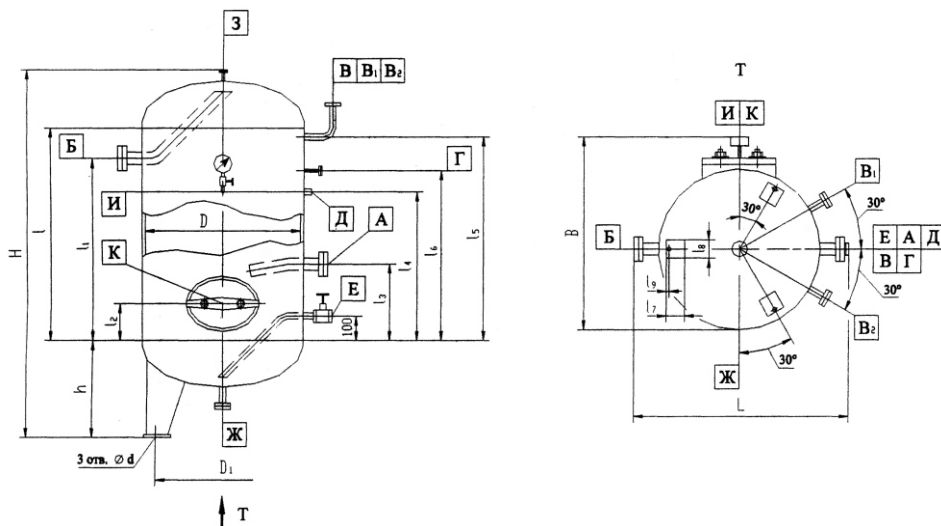 З
В В₁ В₂
Б
Г
И
Д
D
А
К
Е
100
H
l
l₁
l₂
l₃
l₄
l₆
l₅
h
Ж
3 отв. Ø d
D₁
Т
Т
И К
В₁
30°
30°
Б
l₈
Е А Д
В Г
B
l₉
l₇
30°
В₂
30°
Ж
L